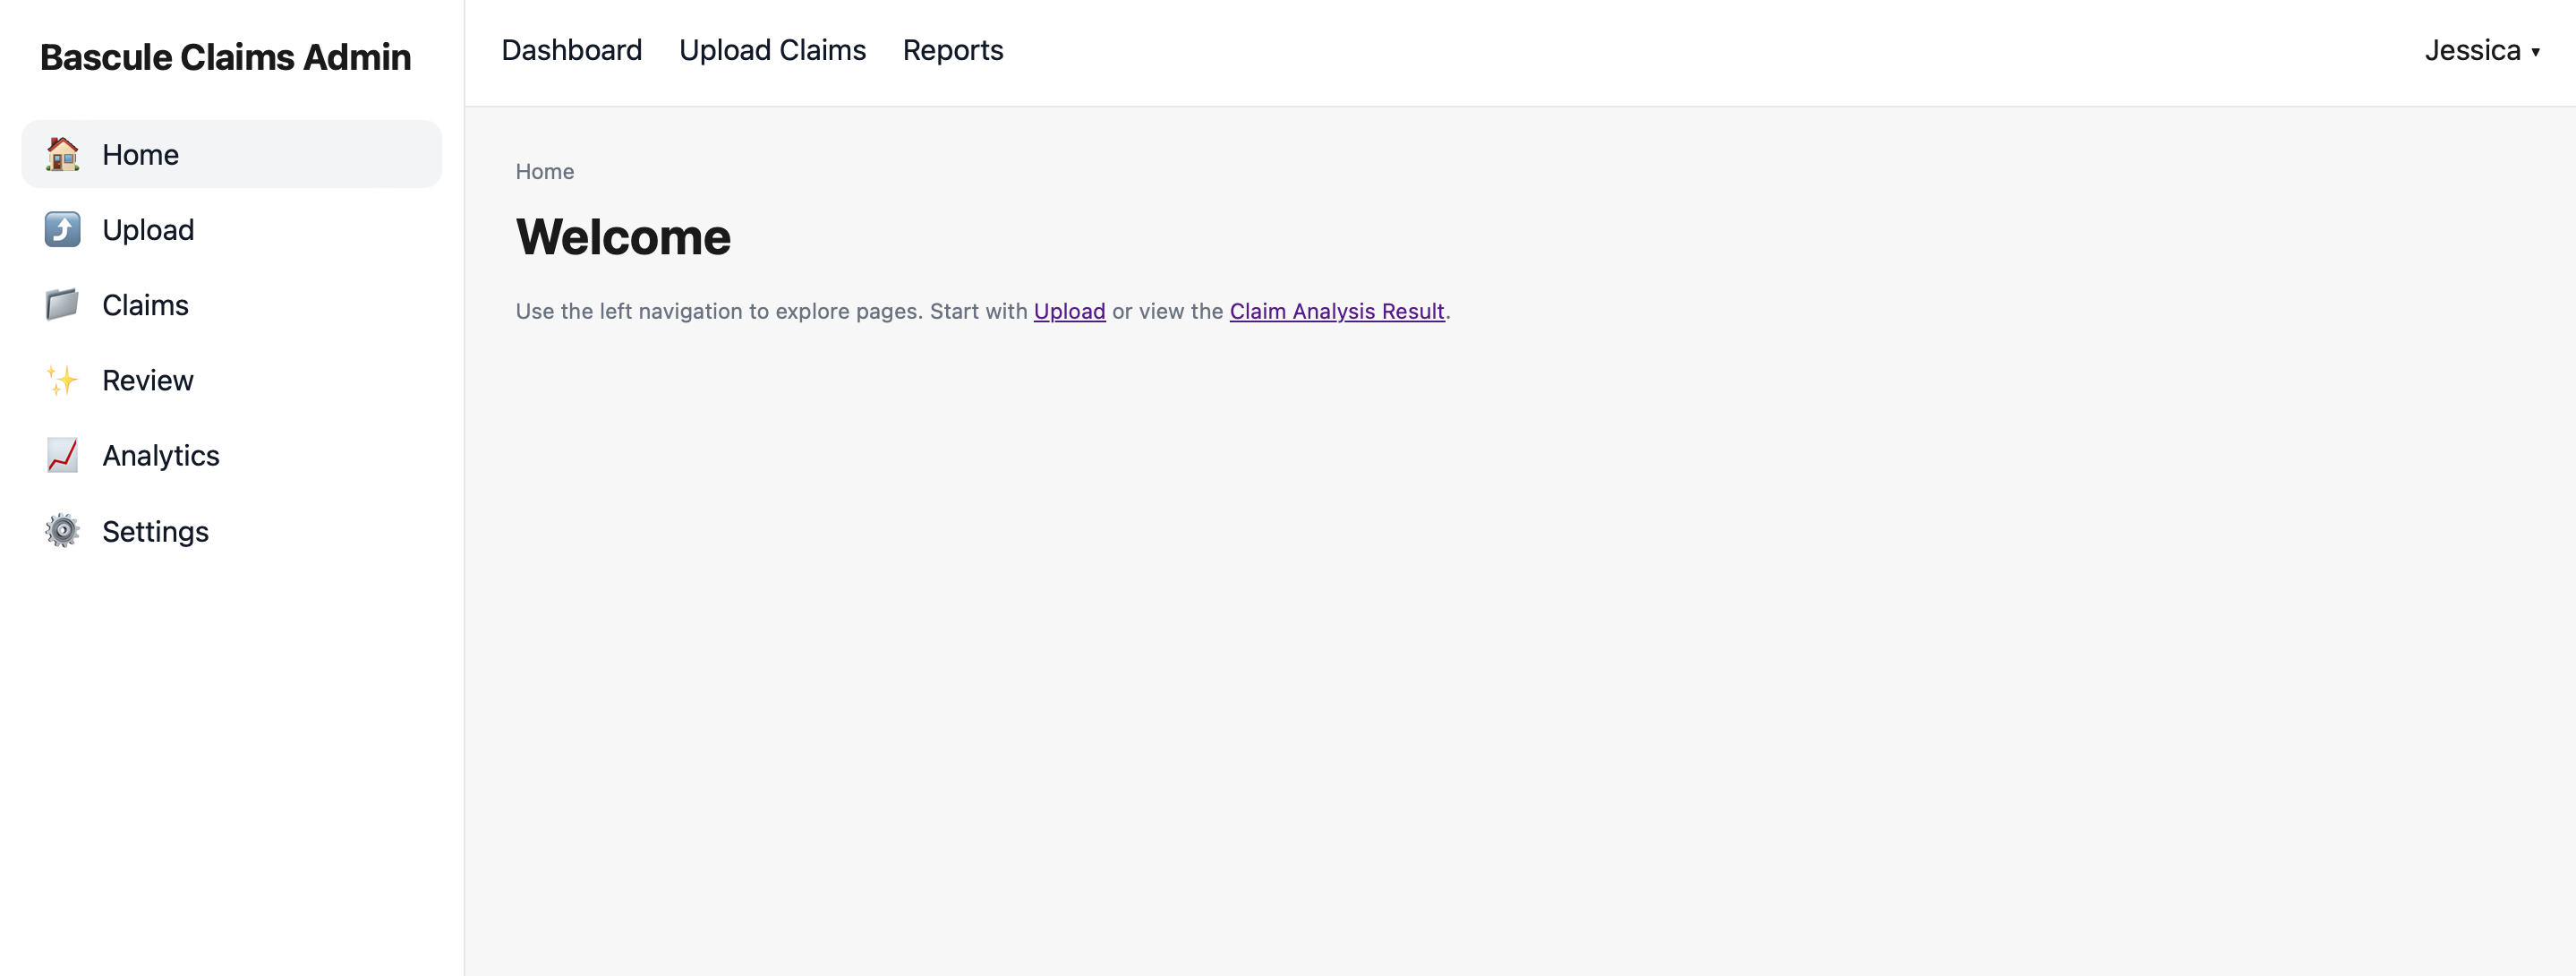 Bascule Claims Admin
Home
Upload
Claims
Review
Analytics
Settings
Dashboard Upload Claims Reports
Jessica ▾
Home
Welcome
Use the left navigation to explore pages. Start with Upload or view the Claim Analysis Result.